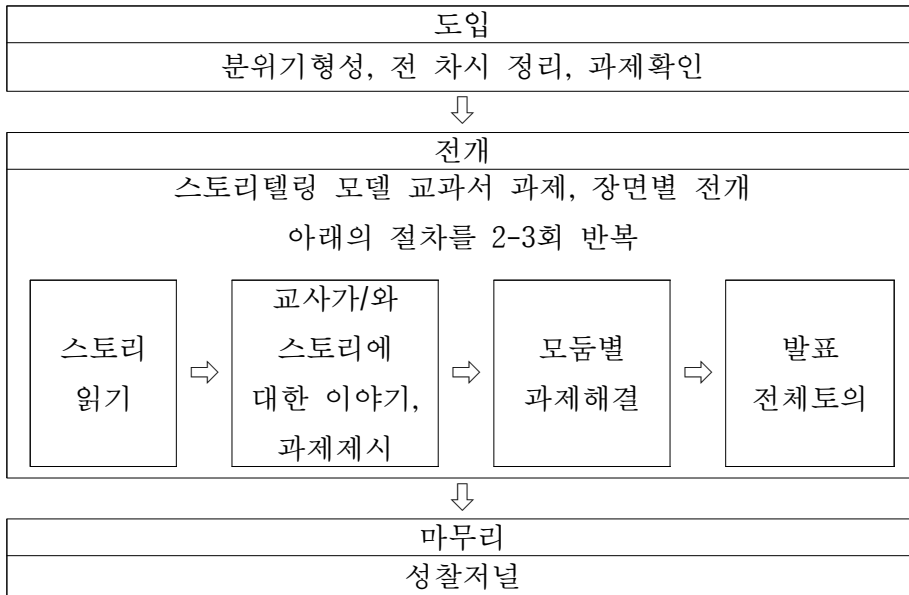 도입
분위기형성, 전 차시 정리, 과제확인
전개
스토리텔링 모델 교과서 과제, 장면별 전개
아래의 절차를 2-3회 반복
스토리
읽기
교사가/와
스토리에
대한 이야기,
과제제시
모둠별
과제해결
발표
전체토의
마무리
성찰저널